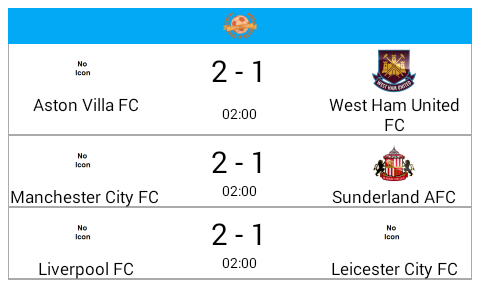 No
Icon
2 - 1
Aston Villa FC
02:00
West Ham United
FC
No
Icon
2 - 1
Manchester City FC
02:00
Sunderland AFC
No
Icon
2 - 1
No
Icon
Liverpool FC
02:00
Leicester City FC